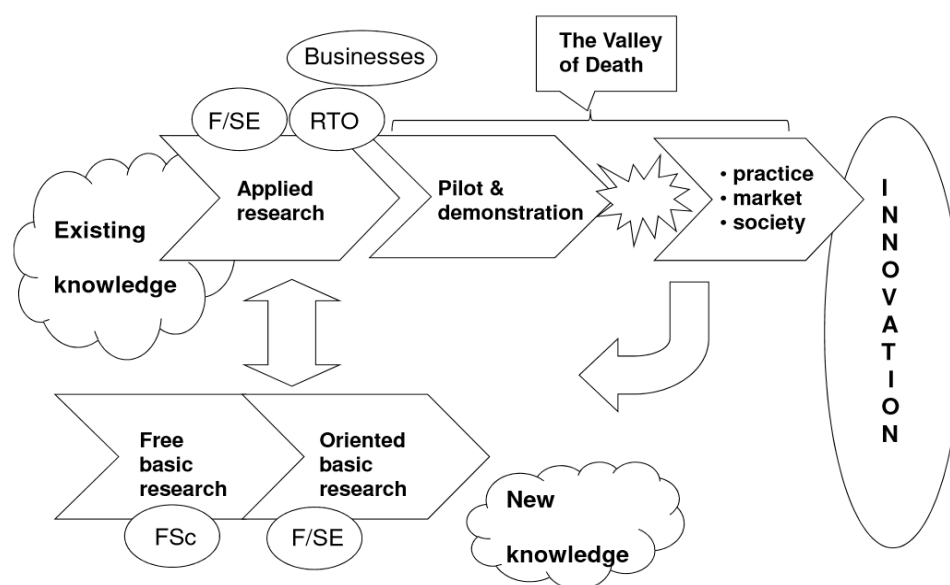 Businesses
The Valley
of Death
F/SE
RTO
Existing
knowledge
Applied
research
Pilot &
demonstration
• practice
• market
• society
I
N
N
O
V
A
T
I
O
N
Free
basic
research
Oriented
basic
research
FSc
F/SE
New
knowledge